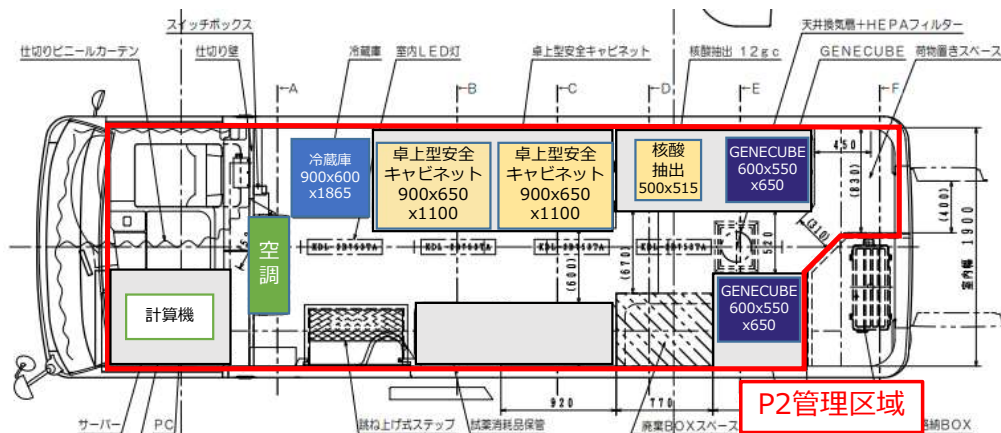 スイッチボックス
天井換気扇+HEPAフィルター
仕切りビニールカーテン
仕切り壁
冷蔵庫
室内LED灯
卓上型安全キャビネット
核酸抽出 12gc
GENECUBE
荷物置きスペース
A
B
C
D
E
F
冷蔵庫
900x600
x1865
卓上型安全
キャビネット
900x650
x1100
卓上型安全
キャビネット
900x650
x1100
核酸
抽出
500x515
GENECUBE
600x550
x650
450
(830)
(400)
(310)
520
(670)
(600)
室内幅 1900
空調
計算機
GENECUBE
600x550
x650
P2管理区域
920
770
サーバー
PC
跳ね上げ式ステップ
試薬消耗品保管
廃棄BOXスペース
納BOX